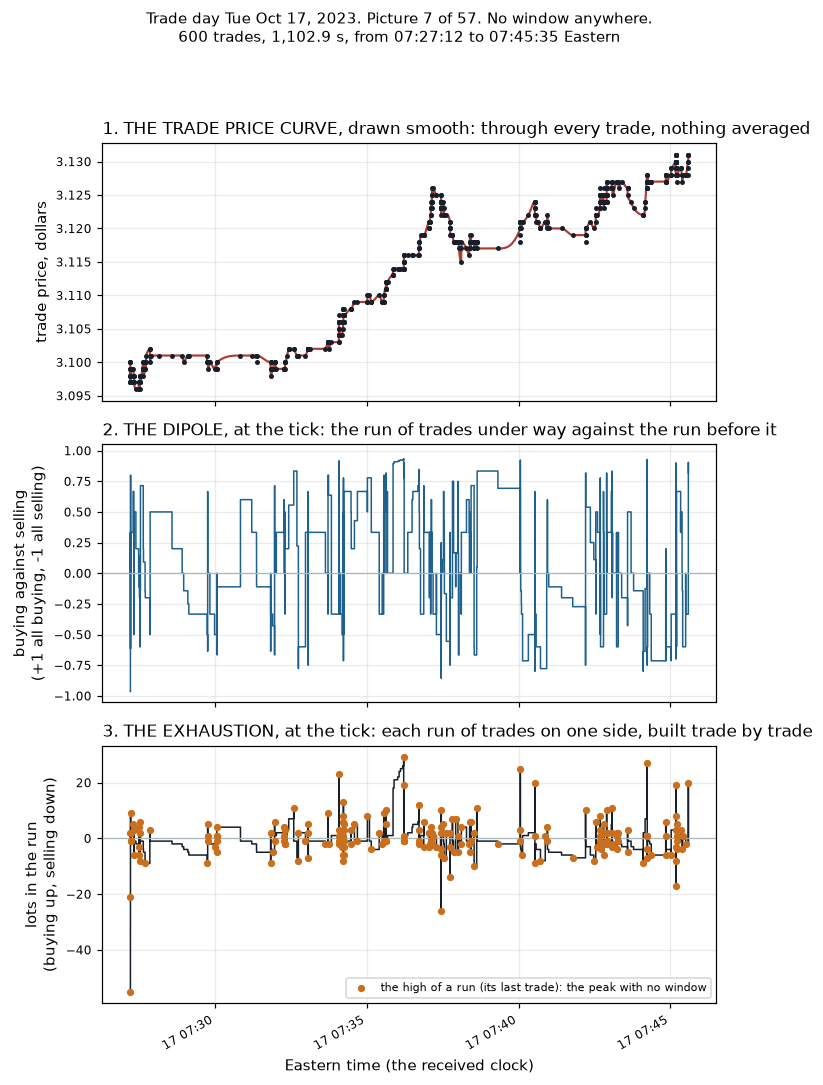 Trade day Tue Oct 17, 2023. Picture 7 of 57. No window anywhere.
600 trades, 1,102.9 s, from 07:27:12 to 07:45:35 Eastern
1. THE TRADE PRICE CURVE, drawn smooth: through every trade, nothing averaged
trade price, dollars
3.130
3.125
3.120
3.115
3.110
3.105
3.100
3.095
2. THE DIPOLE, at the tick: the run of trades under way against the run before it
buying against selling
(+1 all buying, -1 all selling)
1.00
0.75
0.50
0.25
0.00
−0.25
−0.50
−0.75
−1.00
3. THE EXHAUSTION, at the tick: each run of trades on one side, built trade by trade
lots in the run
(buying up, selling down)
20
0
−20
−40
the high of a run (its last trade): the peak with no window
17 07:30
17 07:35
17 07:40
17 07:45
Eastern time (the received clock)